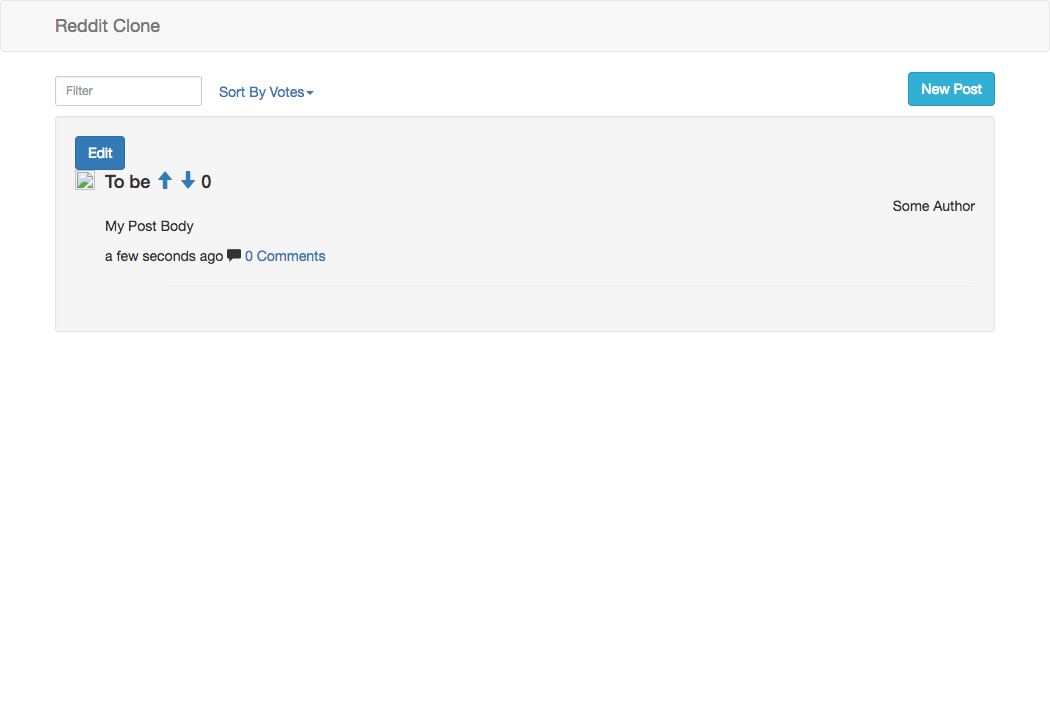 Reddit Clone
Filter
Sort By Votes
New Post
Edit
To be 0
Some Author
My Post Body
a few seconds ago 0 Comments